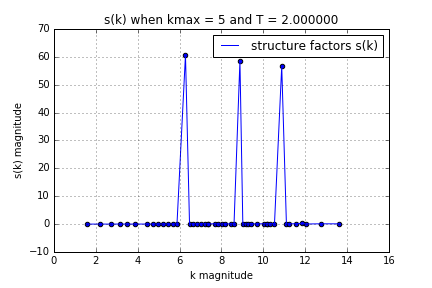 s(k) when kmax = 5 and T = 2.000000
structure factors s(k)
s(k) magnitude
70
60
50
40
30
20
10
0
−10
0 2 4 6 8 10 12 14 16
k magnitude